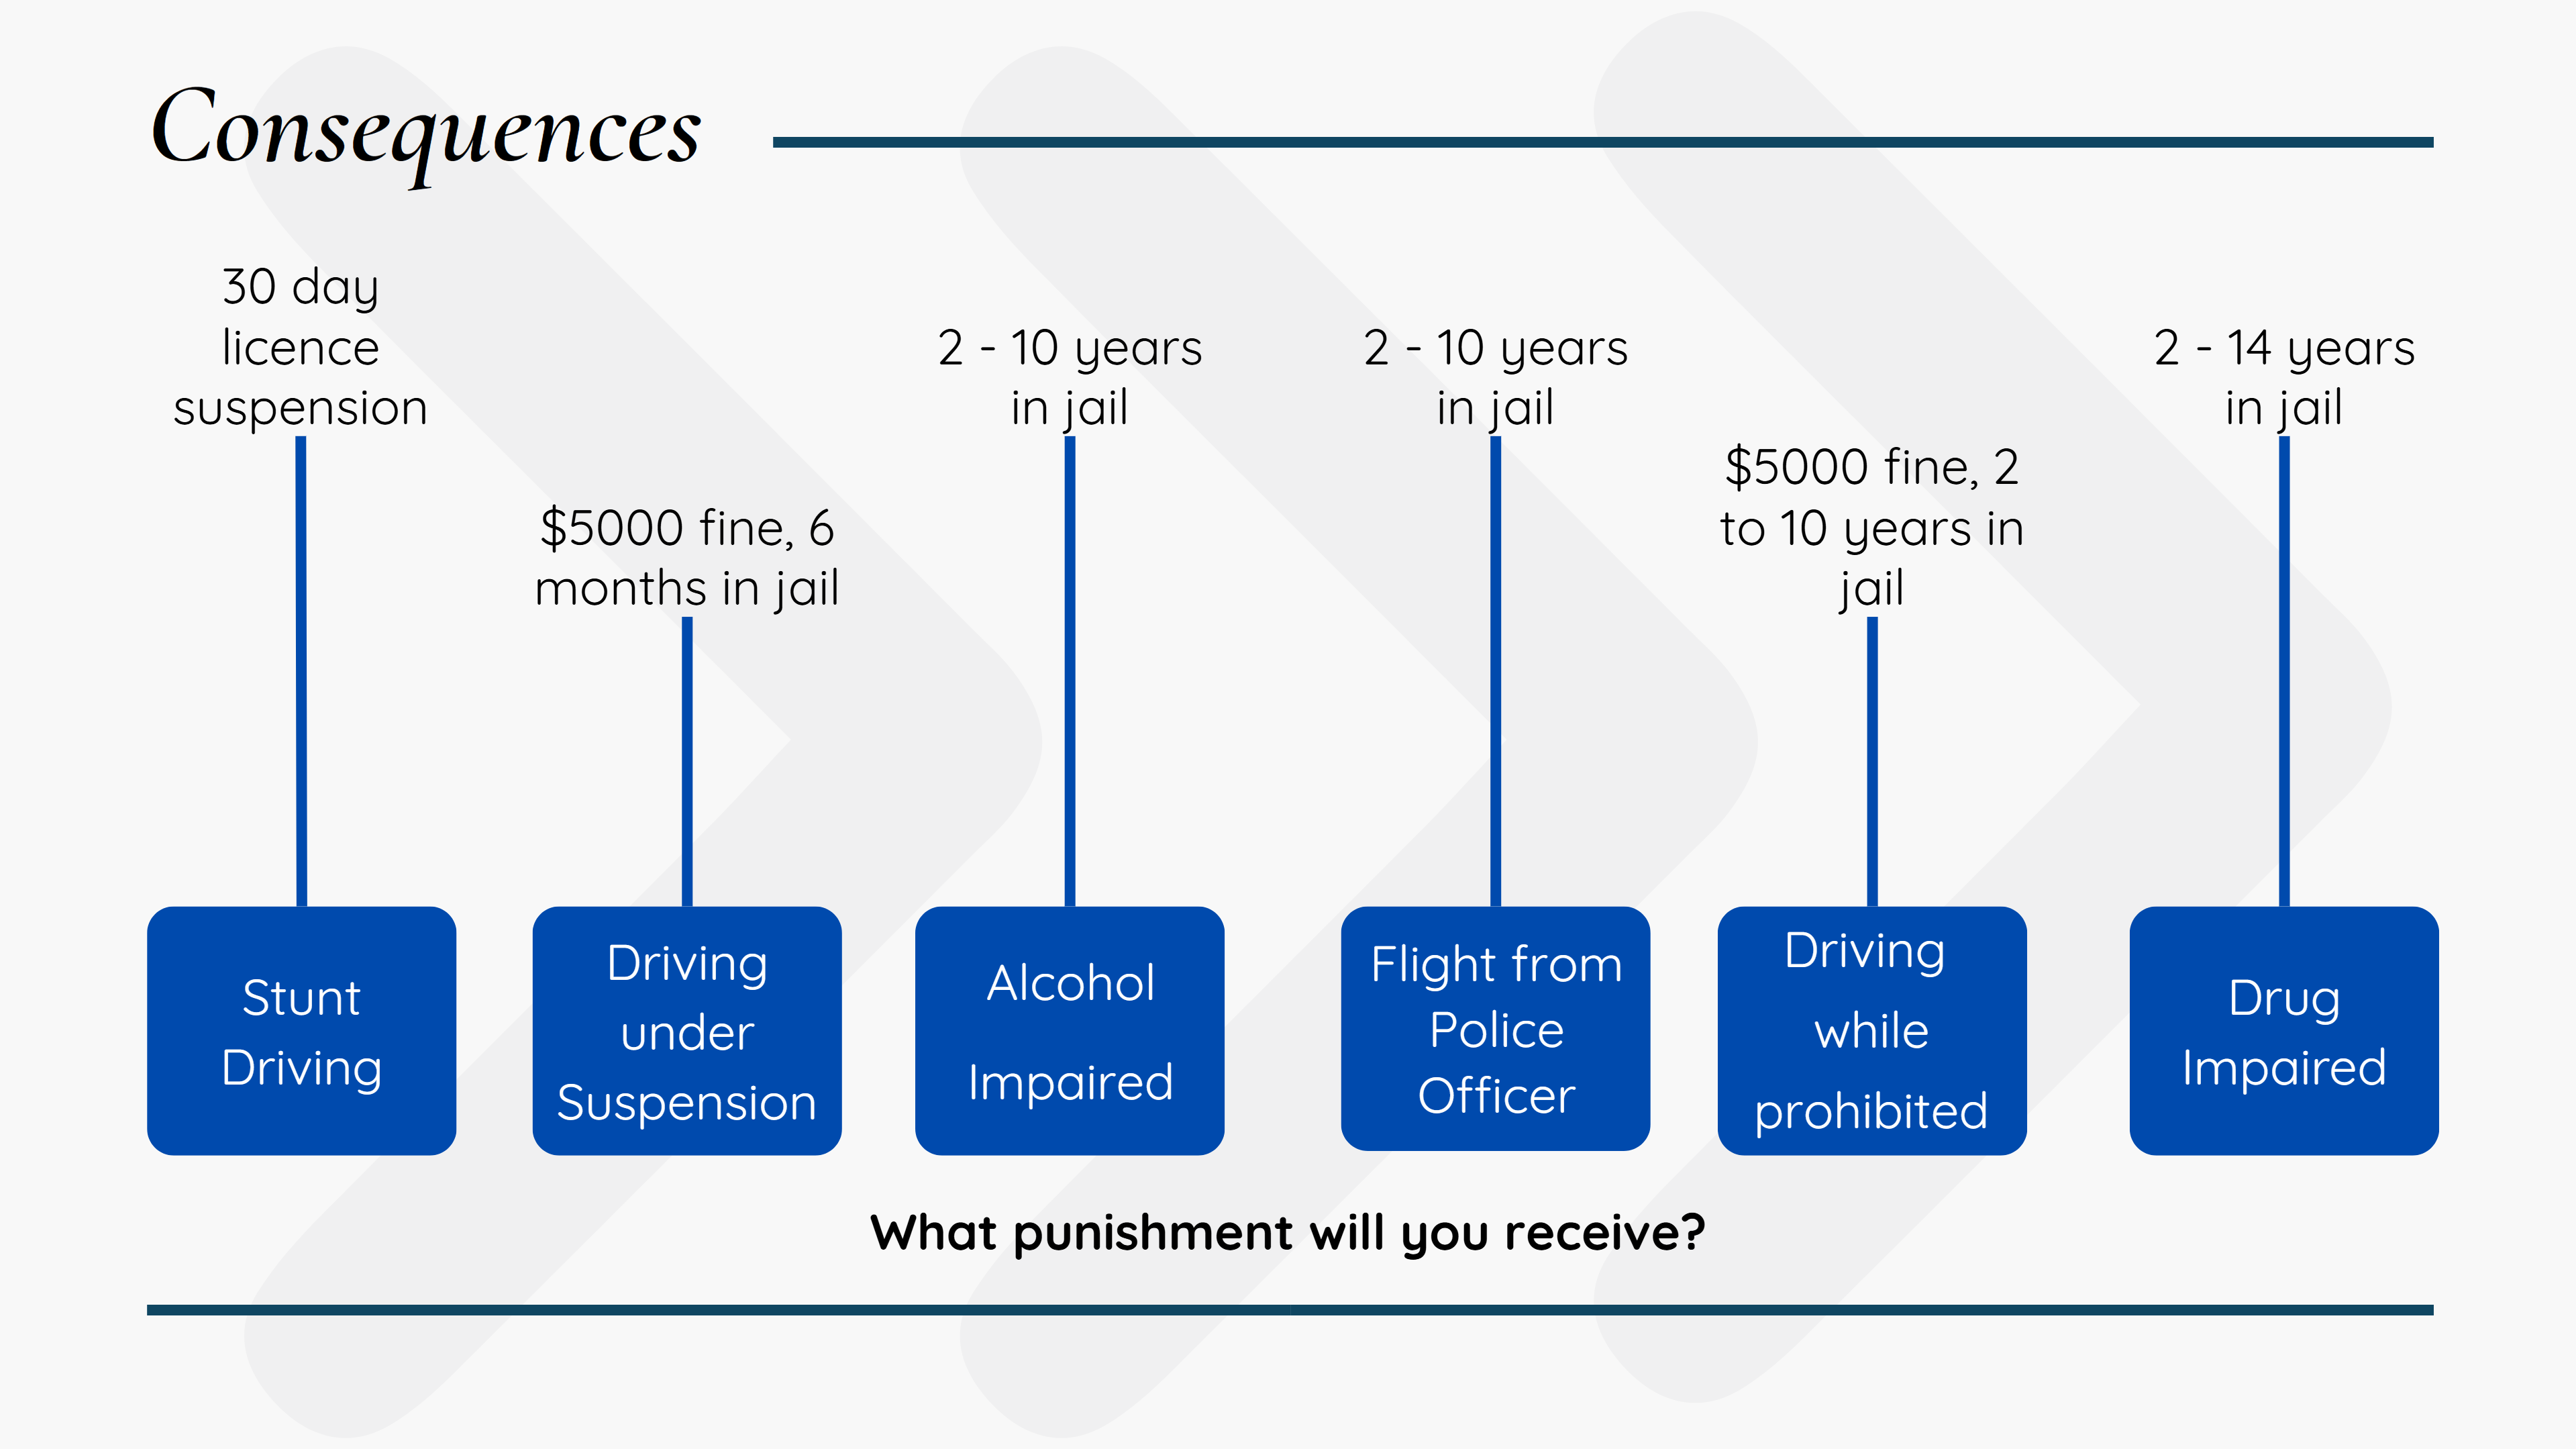 Consequences
30 day
licence
suspension
$5000 fine, 6
months in jail
2 - 10 years
in jail
2 - 10 years
in jail
$5000 fine, 2
to 10 years in
jail
2 - 14 years
in jail
Stunt
Driving
Driving
under
Suspension
Alcohol
Impaired
Flight from
Police
Officer
Driving
while
prohibited
Drug
Impaired
What punishment will you receive?